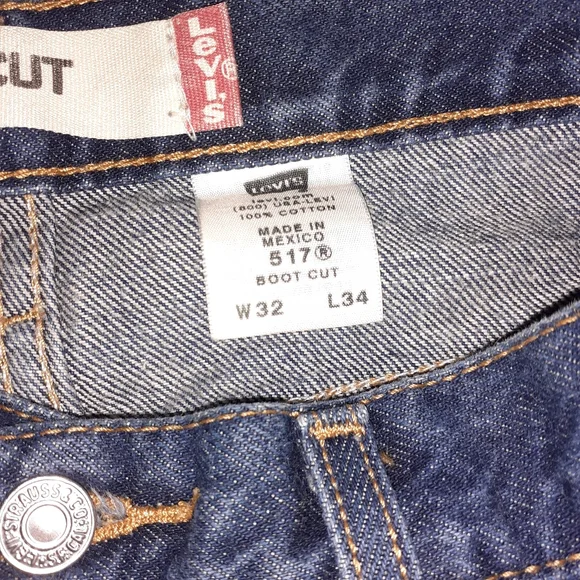 CUT
Levi's®
Levi's
levi.com
(800) USA-LEVI
100% COTTON
MADE IN
MEXICO
517®
BOOT CUT
W32 L34
STRAUSS & CO